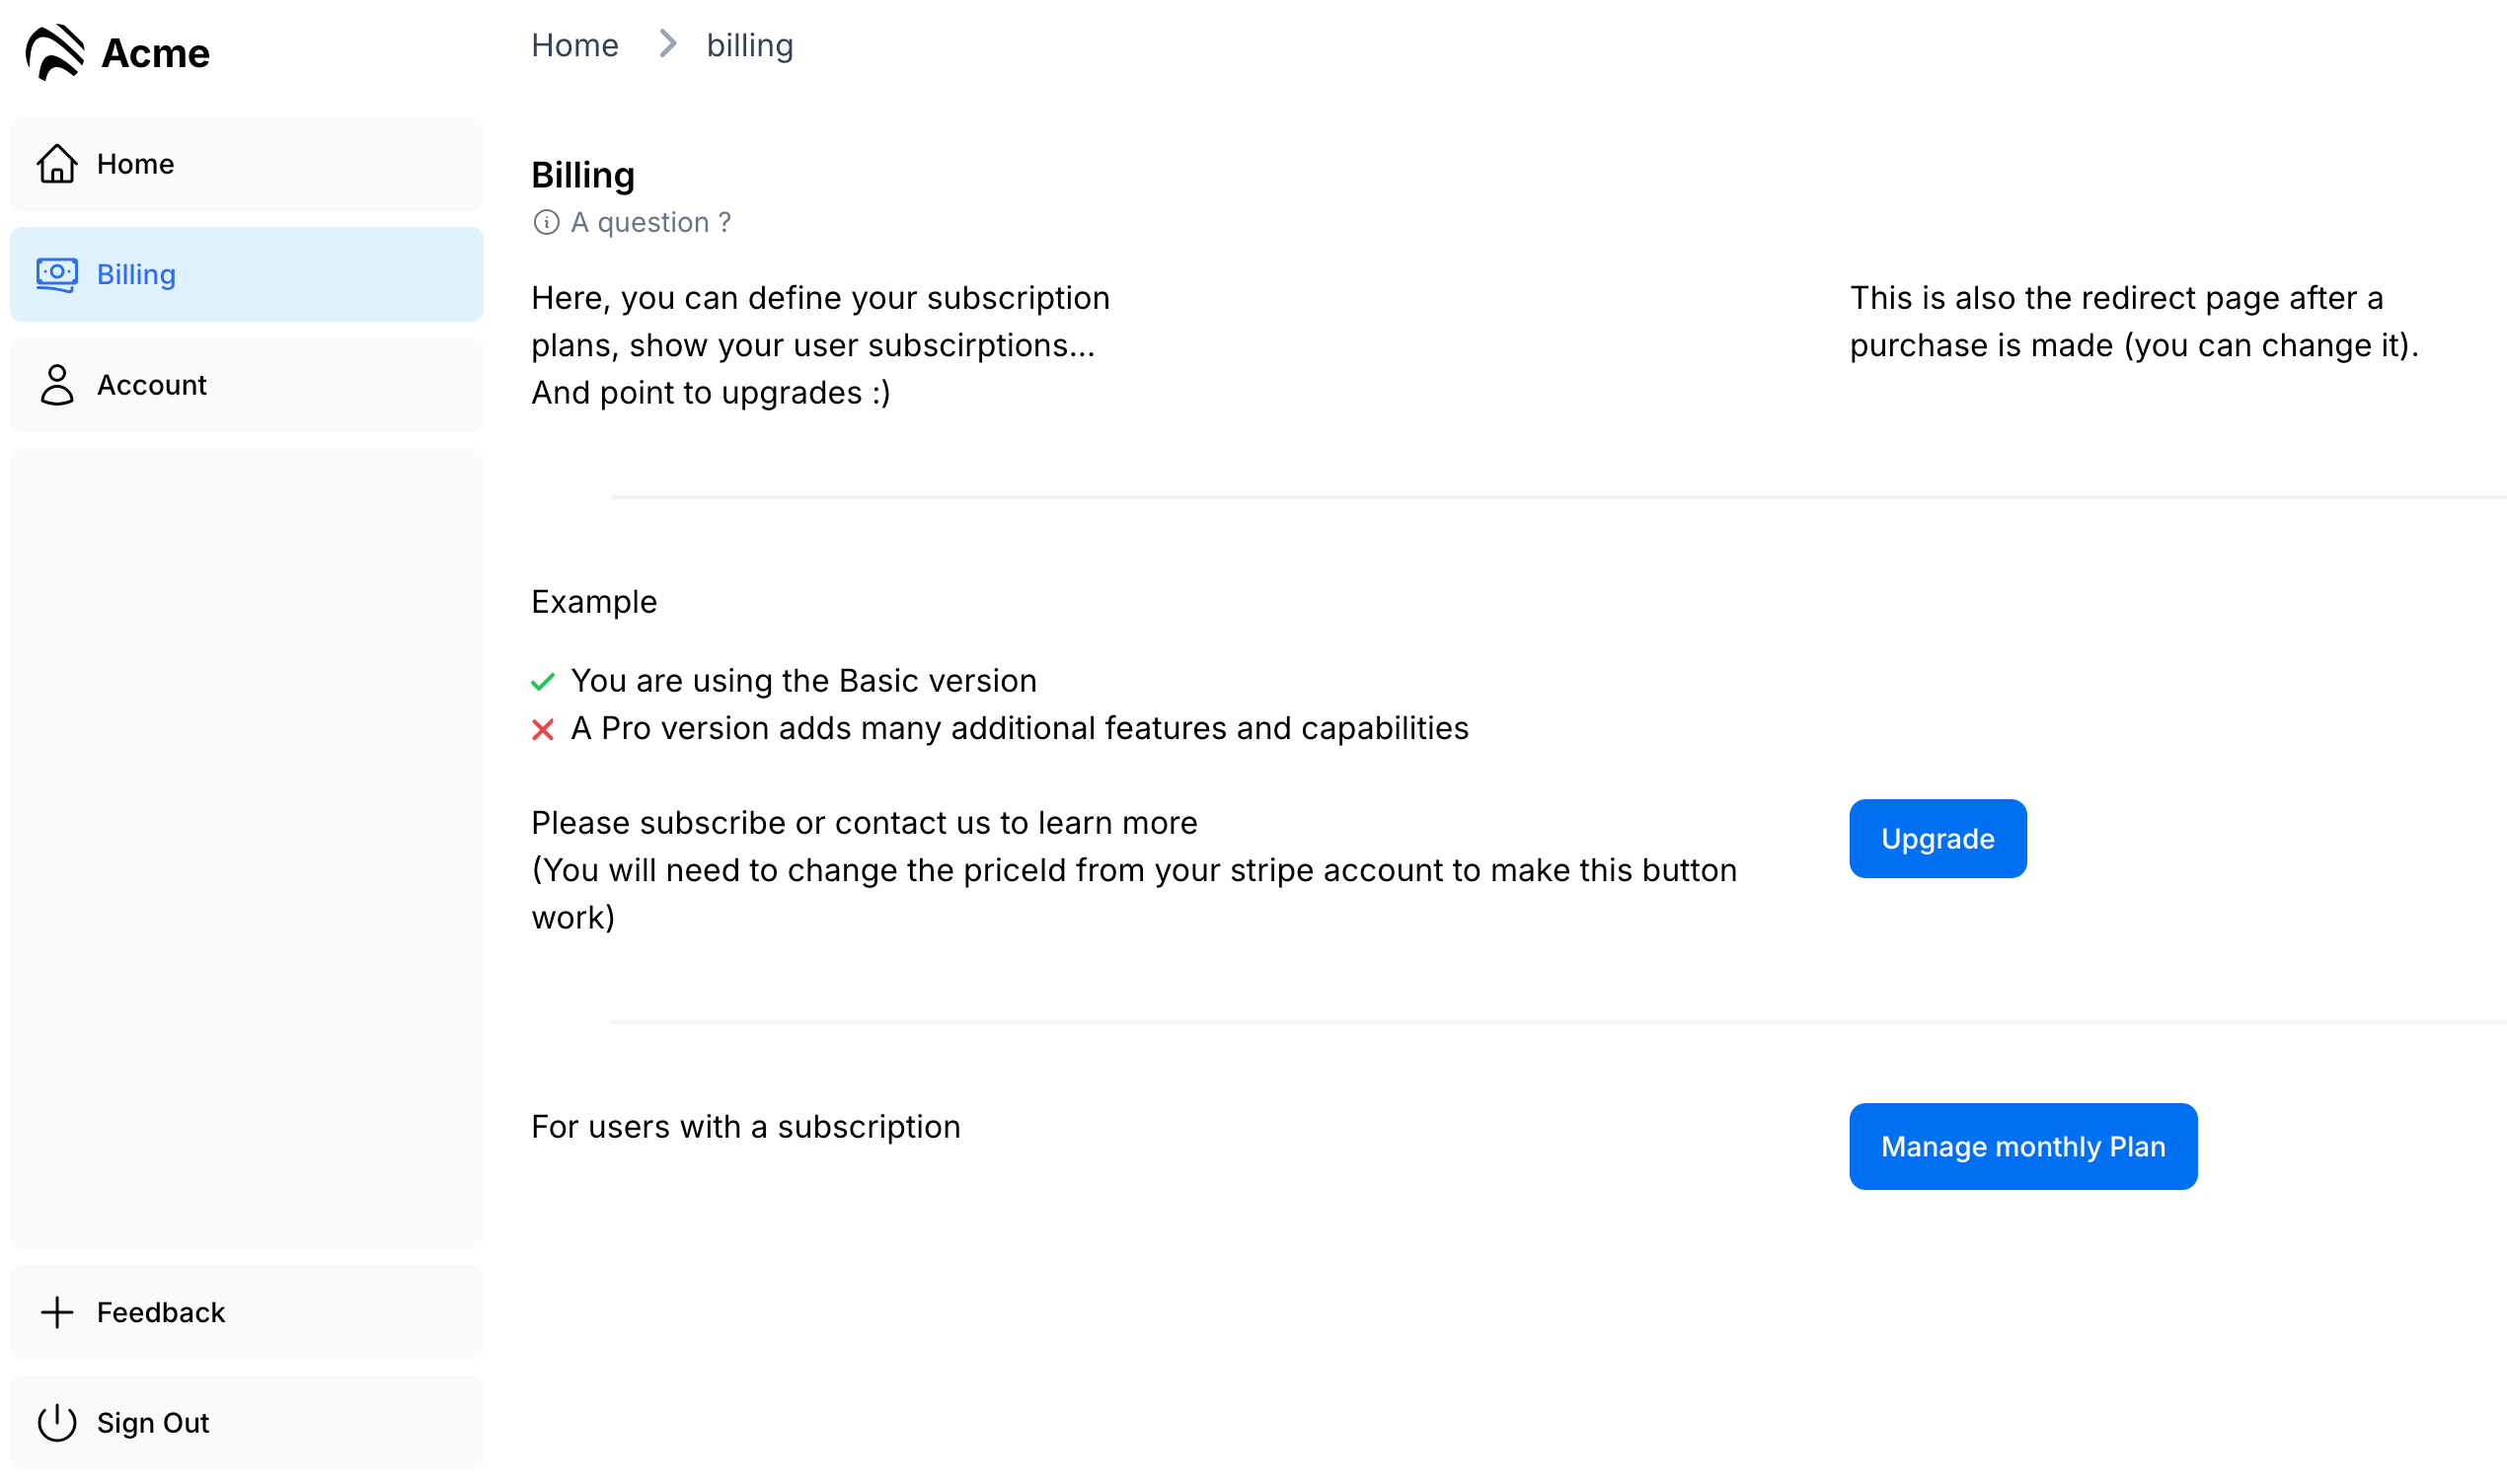 Acme
Home
Billing
Account
Feedback
Sign Out
Home
billing
Billing
A question ?
Here, you can define your subscription
plans, show your user subscirptions...
And point to upgrades :)
This is also the redirect page after a
purchase is made (you can change it).
Example
You are using the Basic version
A Pro version adds many additional features and capabilities
Please subscribe or contact us to learn more
(You will need to change the priceId from your stripe account to make this button
work)
Upgrade
For users with a subscription
Manage monthly Plan